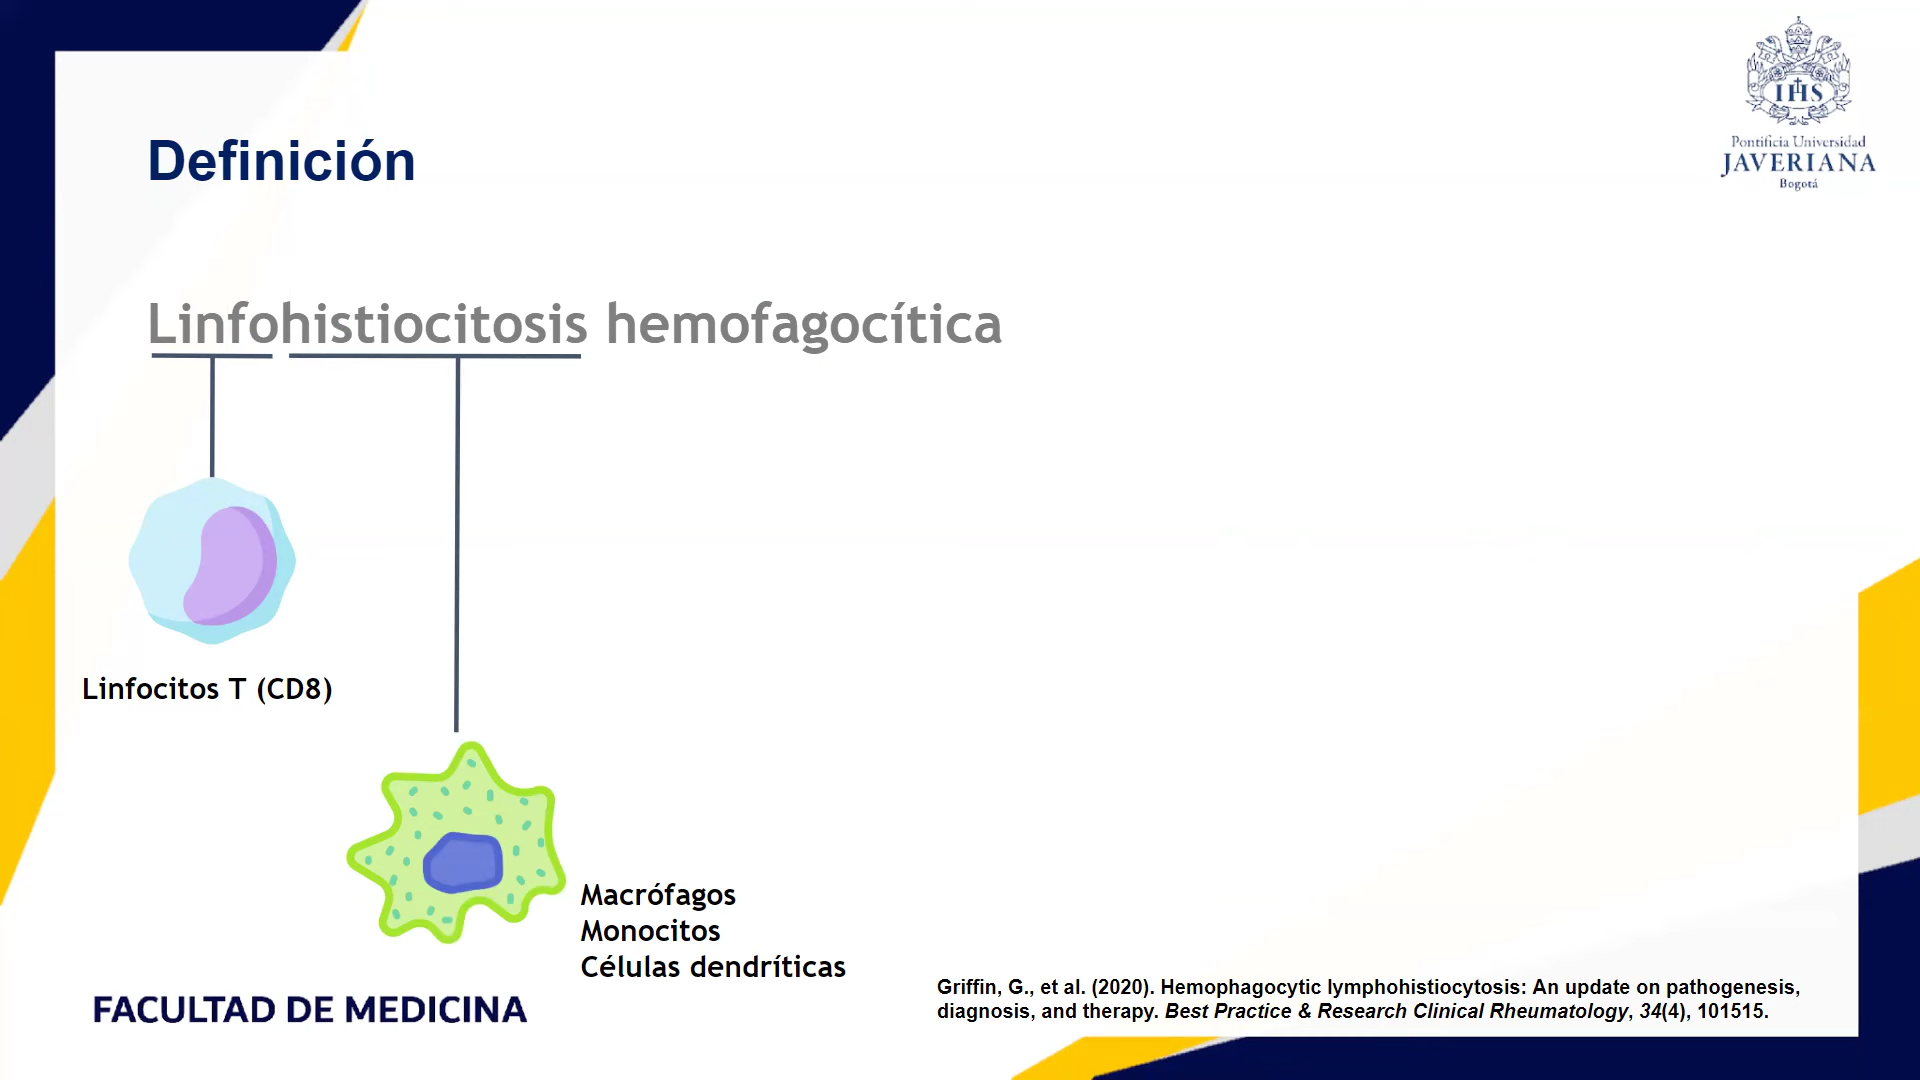 IHS
Pontificia Universidad
JAVERIANA
Bogotá
Definición
Linfohistiocitosis hemofagocítica
Linfocitos T (CD8)
Macrófagos
Monocitos
Células dendríticas
Griffin, G., et al. (2020). Hemophagocytic lymphohistiocytosis: An update on pathogenesis,
diagnosis, and therapy. Best Practice & Research Clinical Rheumatology, 34(4), 101515.
FACULTAD DE MEDICINA